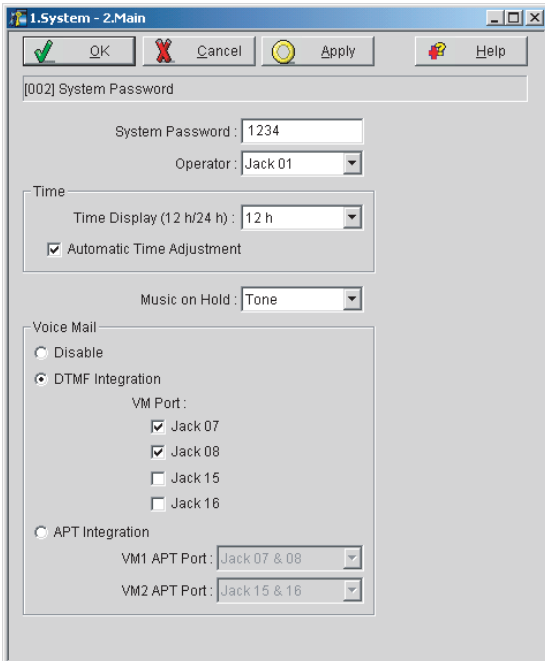 1.System - 2.Main
OK Cancel Apply Help
[002] System Password
System Password : 1234
Operator : Jack 01
Time
Time Display (12 h/24 h) : 12 h
Automatic Time Adjustment
Music on Hold : Tone
Voice Mail
Disable
DTMF Integration
VM Port :
Jack 07
Jack 08
Jack 15
Jack 16
APT Integration
VM1 APT Port : Jack 07 & 08
VM2 APT Port : Jack 15 & 16